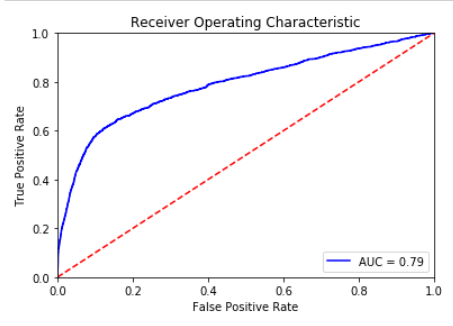 Receiver Operating Characteristic
1.0
0.8
0.6
0.4
0.2
0.0
True Positive Rate
AUC = 0.79
0.0 0.2 0.4 0.6 0.8 1.0
False Positive Rate